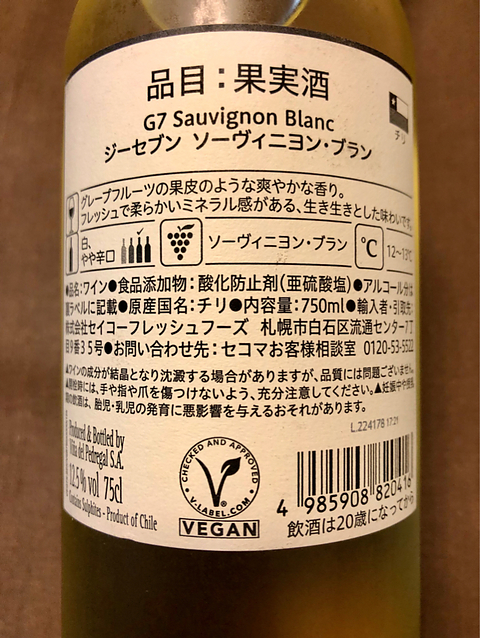 品目：果実酒
G7 Sauvignon Blanc
ジーセブン ソーヴィニヨン・ブラン
チリ
グレープフルーツの果皮のような爽やかな香り。
フレッシュで柔らかいミネラル感がある、生き生きとした味わいです。
白、
やや辛口
ソーヴィニヨン・ブラン
℃
12〜13℃
●品名：ワイン●食品添加物：酸化防止剤(亜硫酸塩)●アルコール分は
裏ラベルに記載●原産国名：チリ●内容量：750ml●輸入者・引取先：
株式会社セイコーフレッシュフーズ 札幌市白石区流通センター7丁
目9番35号●お問い合わせ先：セコマお客様相談室 0120-53-5522
▲ワインの成分が結晶となり沈澱する場合がありますが、品質には問題ございません。
▲開栓時には、手や指や爪を傷つけないよう、充分注意してください。▲妊娠中や授乳
期の飲酒は、胎児・乳児の発育に悪影響を与えるおそれがあります。
L.224178 17:21
Produced & Bottled by
Viña del Pedregal S.A.
12.5% vol 75cl
Contains Sulphites - Product of Chile
CHECKED AND APPROVED
V-LABEL.COM
VEGAN
4 985908 820416
飲酒は20歳になってから